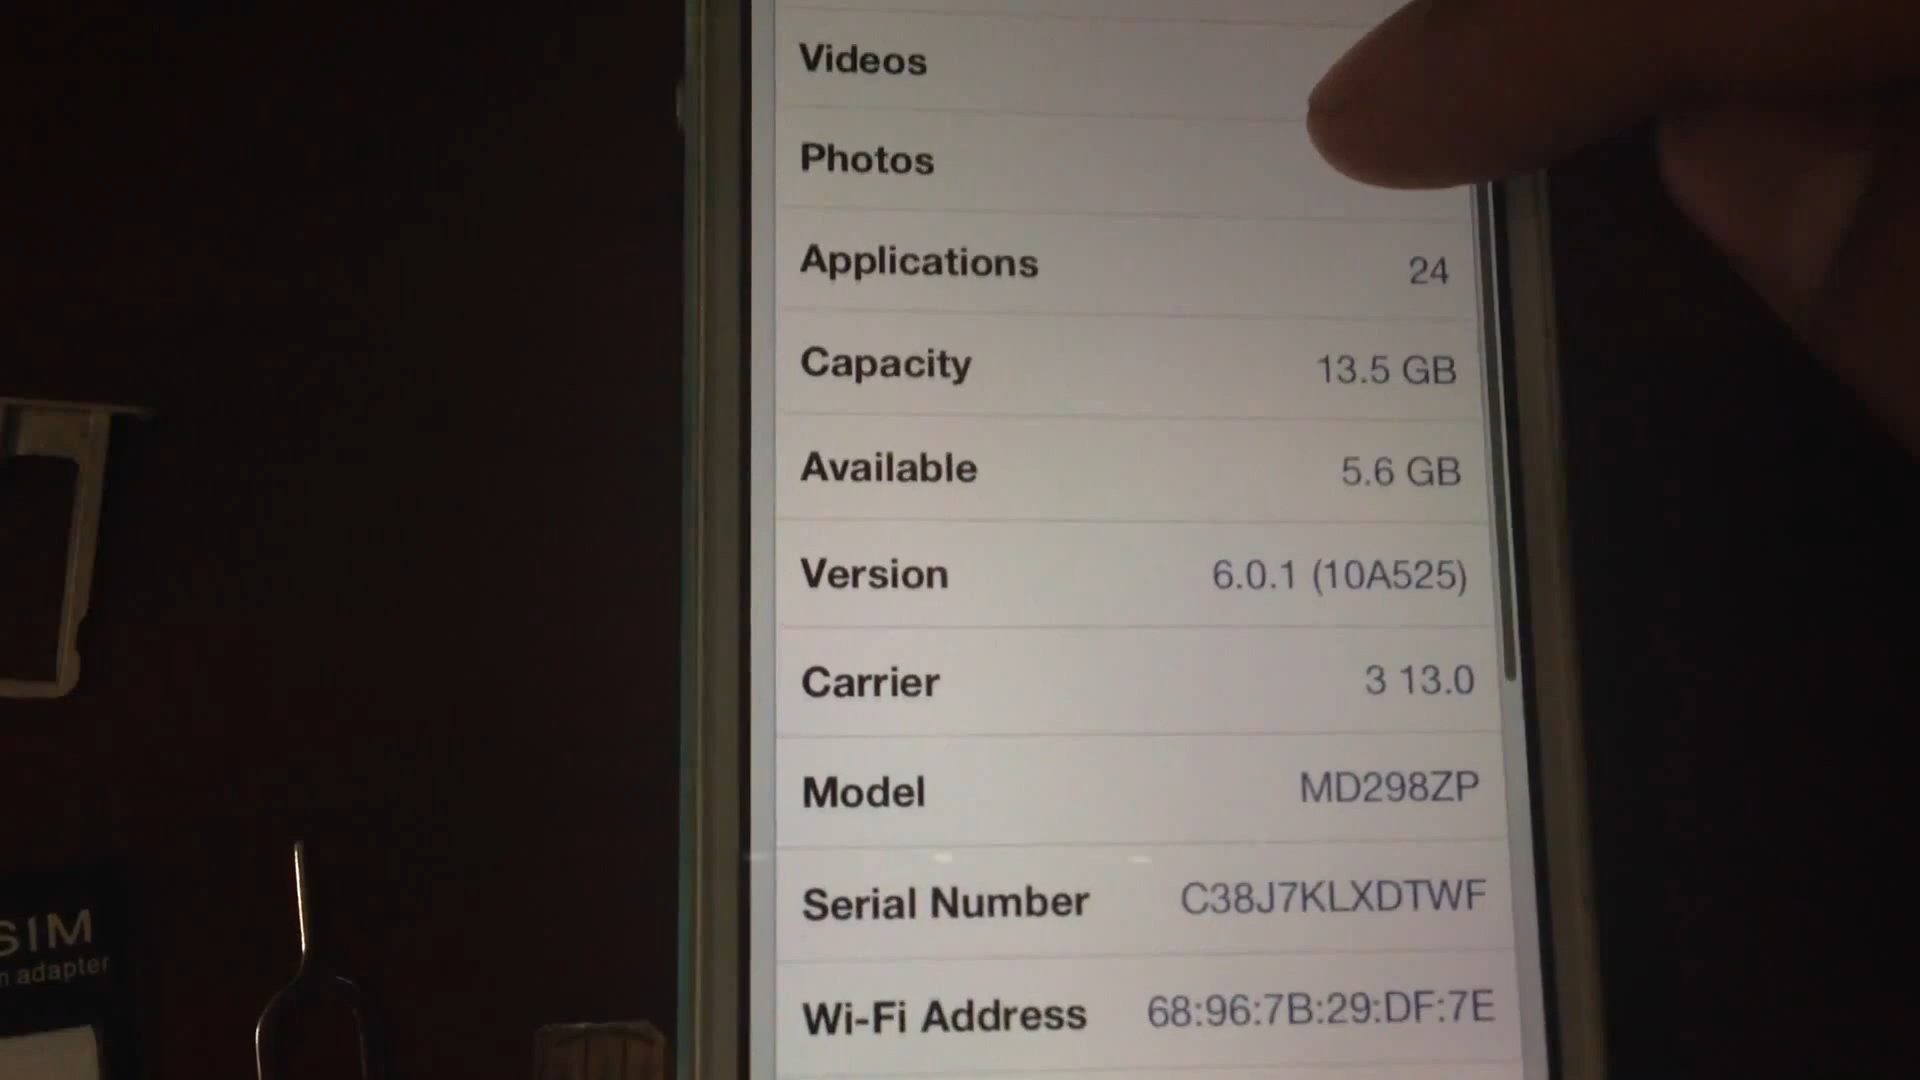 Videos
Photos
Applications 24
Capacity 13.5 GB
Available 5.6 GB
Version 6.0.1 (10A525)
Carrier 3 13.0
Model MD298ZP
Serial Number C38J7KLXDTWF
Wi-Fi Address 68:96:7B:29:DF:7E
SIM
adapter